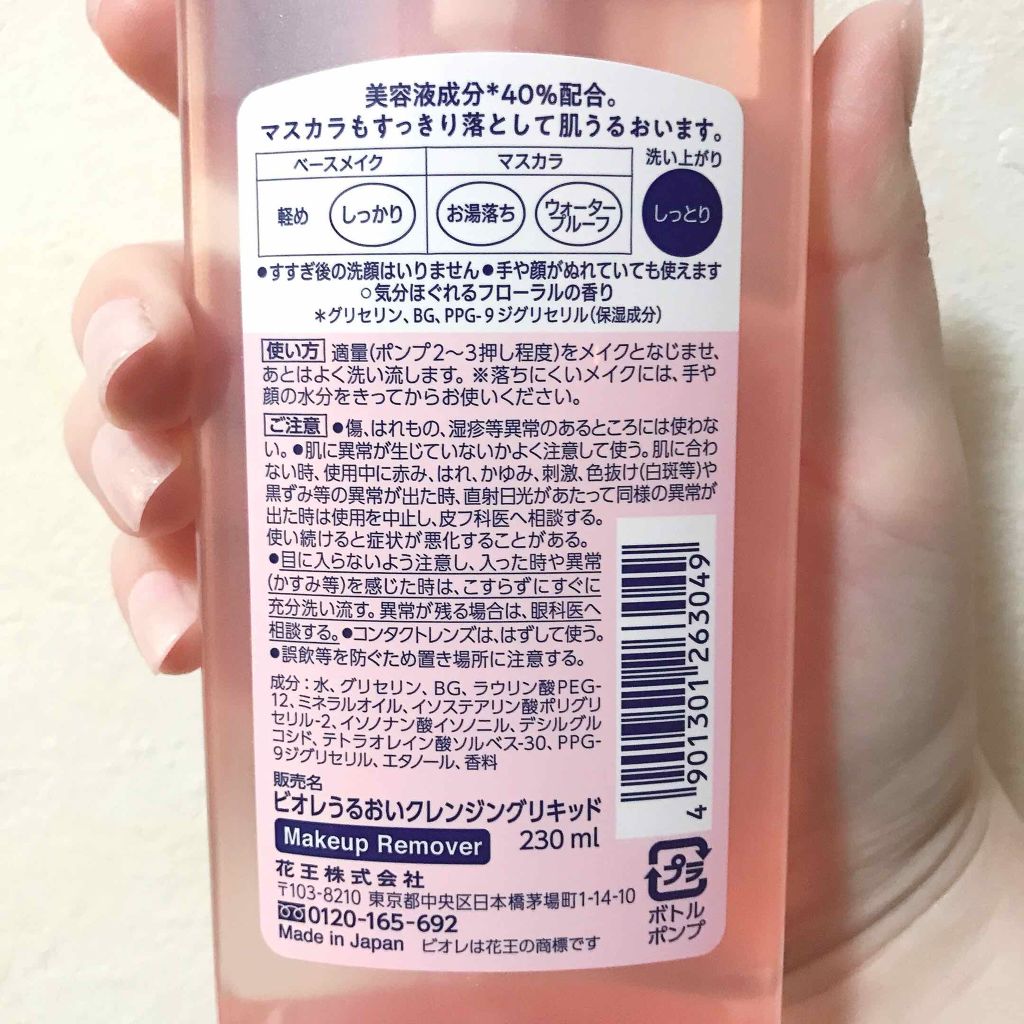 美容液成分*40%配合。
マスカラもすっきり落として肌うるおいます。
ベースメイク マスカラ 洗い上がり
軽め しっかり お湯落ち ウォータープルーフ しっとり
●すすぎ後の洗顔はいりません●手や顔がぬれていても使えます
○気分ほぐれるフローラルの香り
*グリセリン、BG、PPG-9ジグリセリル(保湿成分)
使い方 適量(ポンプ2〜3押し程度)をメイクとなじませ、
あとはよく洗い流します。※落ちにくいメイクには、手や
顔の水分をきってからお使いください。
ご注意 ●傷、はれもの、湿疹等異常のあるところには使わな
い。●肌に異常が生じていないかよく注意して使う。肌に合わ
ない時、使用中に赤み、はれ、かゆみ、刺激、色抜け(白斑等)や
黒ずみ等の異常が出た時、直射日光があたって同様の異常が
出た時は使用を中止し、皮フ科医へ相談する。
使い続けると症状が悪化することがある。
●目に入らないよう注意し、入った時や異常
(かすみ等)を感じた時は、こすらずにすぐに
充分洗い流す。異常が残る場合は、眼科医へ
相談する。●コンタクトレンズは、はずして使う。
●誤飲等を防ぐため置き場所に注意する。
成分：水、グリセリン、BG、ラウリン酸PEG-
12、ミネラルオイル、イソステアリン酸ポリグリ
セリル-2、イソノナン酸イソノニル、デシルグル
コシド、テトラオレイン酸ソルベス-30、PPG-
9ジグリセリル、エタノール、香料
販売名
ビオレうるおいクレンジングリキッド
Makeup Remover 230 ml
花王株式会社
〒103-8210 東京都中央区日本橋茅場町1-14-10
0120-165-692
Made in Japan ビオレは花王の商標です
4 901301 263049
プラ
ボトル
ポンプ